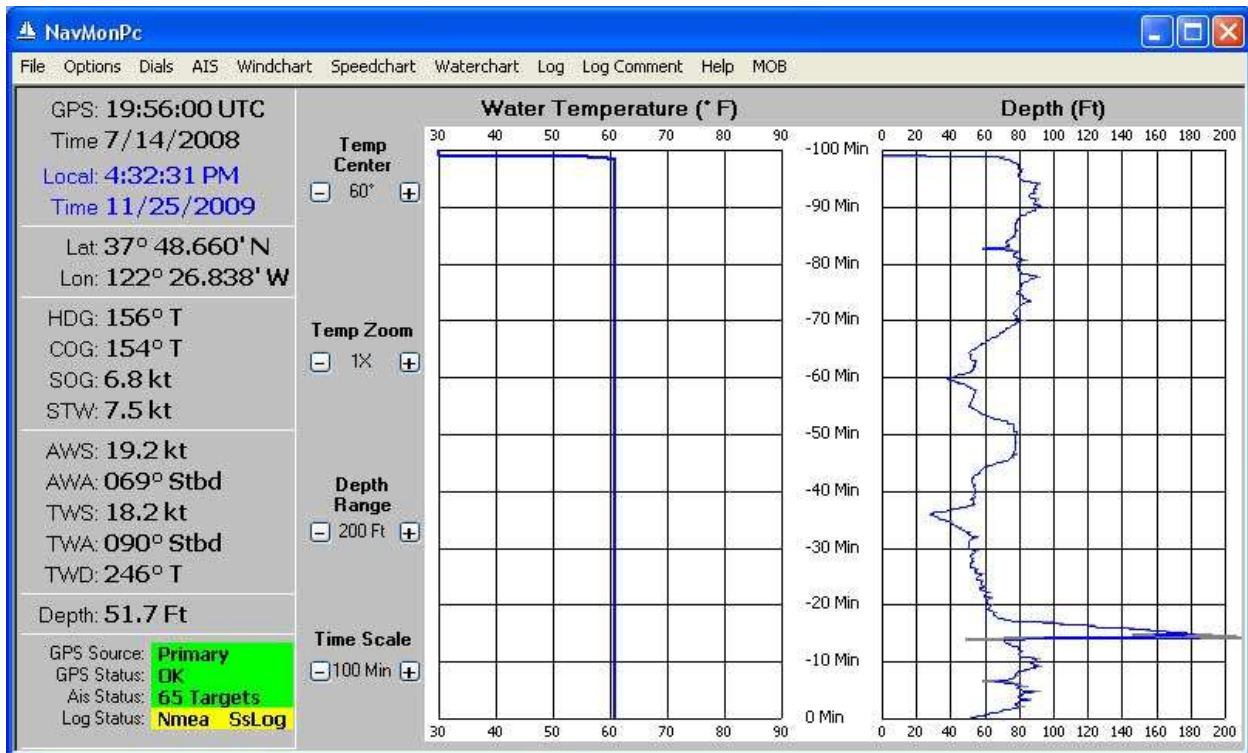 NavMonPc
File Options Dials AIS Windchart Speedchart Waterchart Log Log Comment Help MOB
GPS: 19:56:00 UTC
Time 7/14/2008
Local: 4:32:31 PM
Time 11/25/2009
Lat: 37° 48.660' N
Lon: 122° 26.838' W
HDG: 156° T
COG: 154° T
SOG: 6.8 kt
STW: 7.5 kt
AWS: 19.2 kt
AWA: 069° Stbd
TWS: 18.2 kt
TWA: 090° Stbd
TWD: 246° T
Depth: 51.7 Ft
GPS Source: Primary
GPS Status: OK
Ais Status: 65 Targets
Log Status: Nmea SsLog
Temp
Center
- 60° +
Temp Zoom
- 1X +
Depth
Range
- 200 Ft +
Time Scale
- 100 Min +
Water Temperature (° F)
30 40 50 60 70 80 90
30 40 50 60 70 80 90
-100 Min
-90 Min
-80 Min
-70 Min
-60 Min
-50 Min
-40 Min
-30 Min
-20 Min
-10 Min
0 Min
Depth (Ft)
0 20 40 60 80 100 120 140 160 180 200
0 20 40 60 80 100 120 140 160 180 200